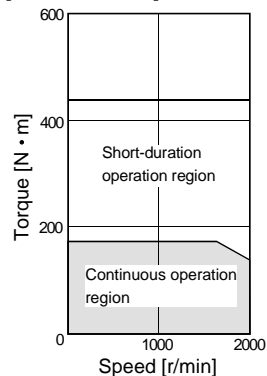 600
400
200
0
Torque [N・m]
Short-duration
operation region
Continuous operation
region
1000
2000
Speed [r/min]